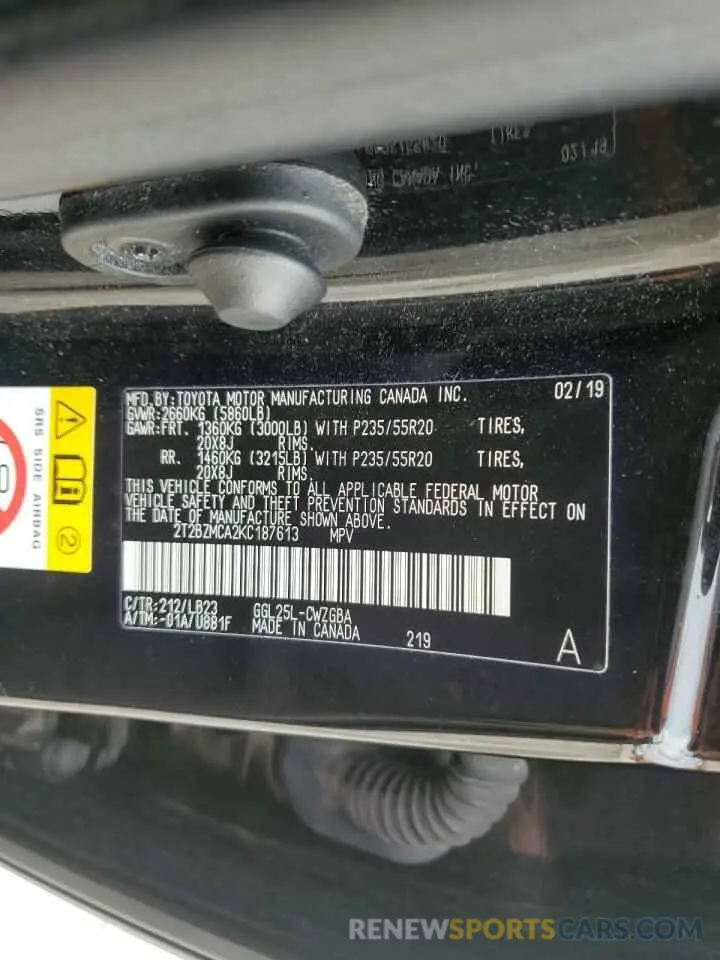 MFD.BY:TOYOTA MOTOR MANUFACTURING CANADA INC. 02/19
GVWR:2660KG (5860LB)
GAWR:FRT. 1360KG (3000LB) WITH P235/55R20 TIRES,
20X8J RIMS.
RR. 1460KG (3215LB) WITH P235/55R20 TIRES,
20X8J RIMS.
THIS VEHICLE CONFORMS TO ALL APPLICABLE FEDERAL MOTOR
VEHICLE SAFETY AND THEFT PREVENTION STANDARDS IN EFFECT ON
THE DATE OF MANUFACTURE SHOWN ABOVE.
2T2BZMCA2KC187613 MPV
C/TR:212/LB23 GGL25L-CWZGBA
A/TM:-01A/U881F MADE IN CANADA 219 A
SRS SIDE AIRBAG
2
RENEWSPORTSCARS.COM